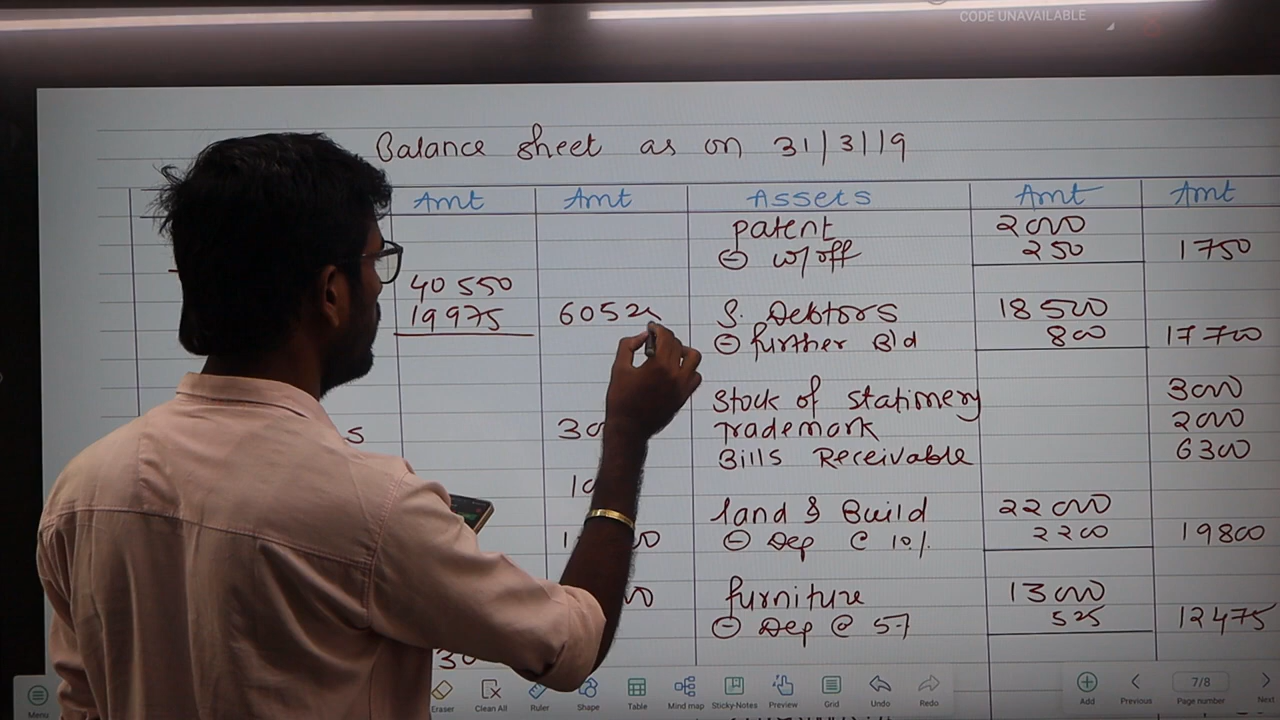 CODE UNAVAILABLE
Balance sheet as on 31/3/19
Amt Amt Assets Amt Amt
Patent 2000
⊖ w/off 250 1750
40550
19975 S. Debtors 18500
⊖ further B/d 800 17700
Stock of stationery 3000
s Trademark 2000
Bills Receivable 6300
Land & Build 22000
⊖ Dep @ 10% 2200 19800
furniture 13000
⊖ Dep @ 5% 525 12475
Menu Eraser Clean All Ruler Shape Table Mind map Sticky-Notes Preview Grid Undo Redo Add Previous 7/8 Page number Next